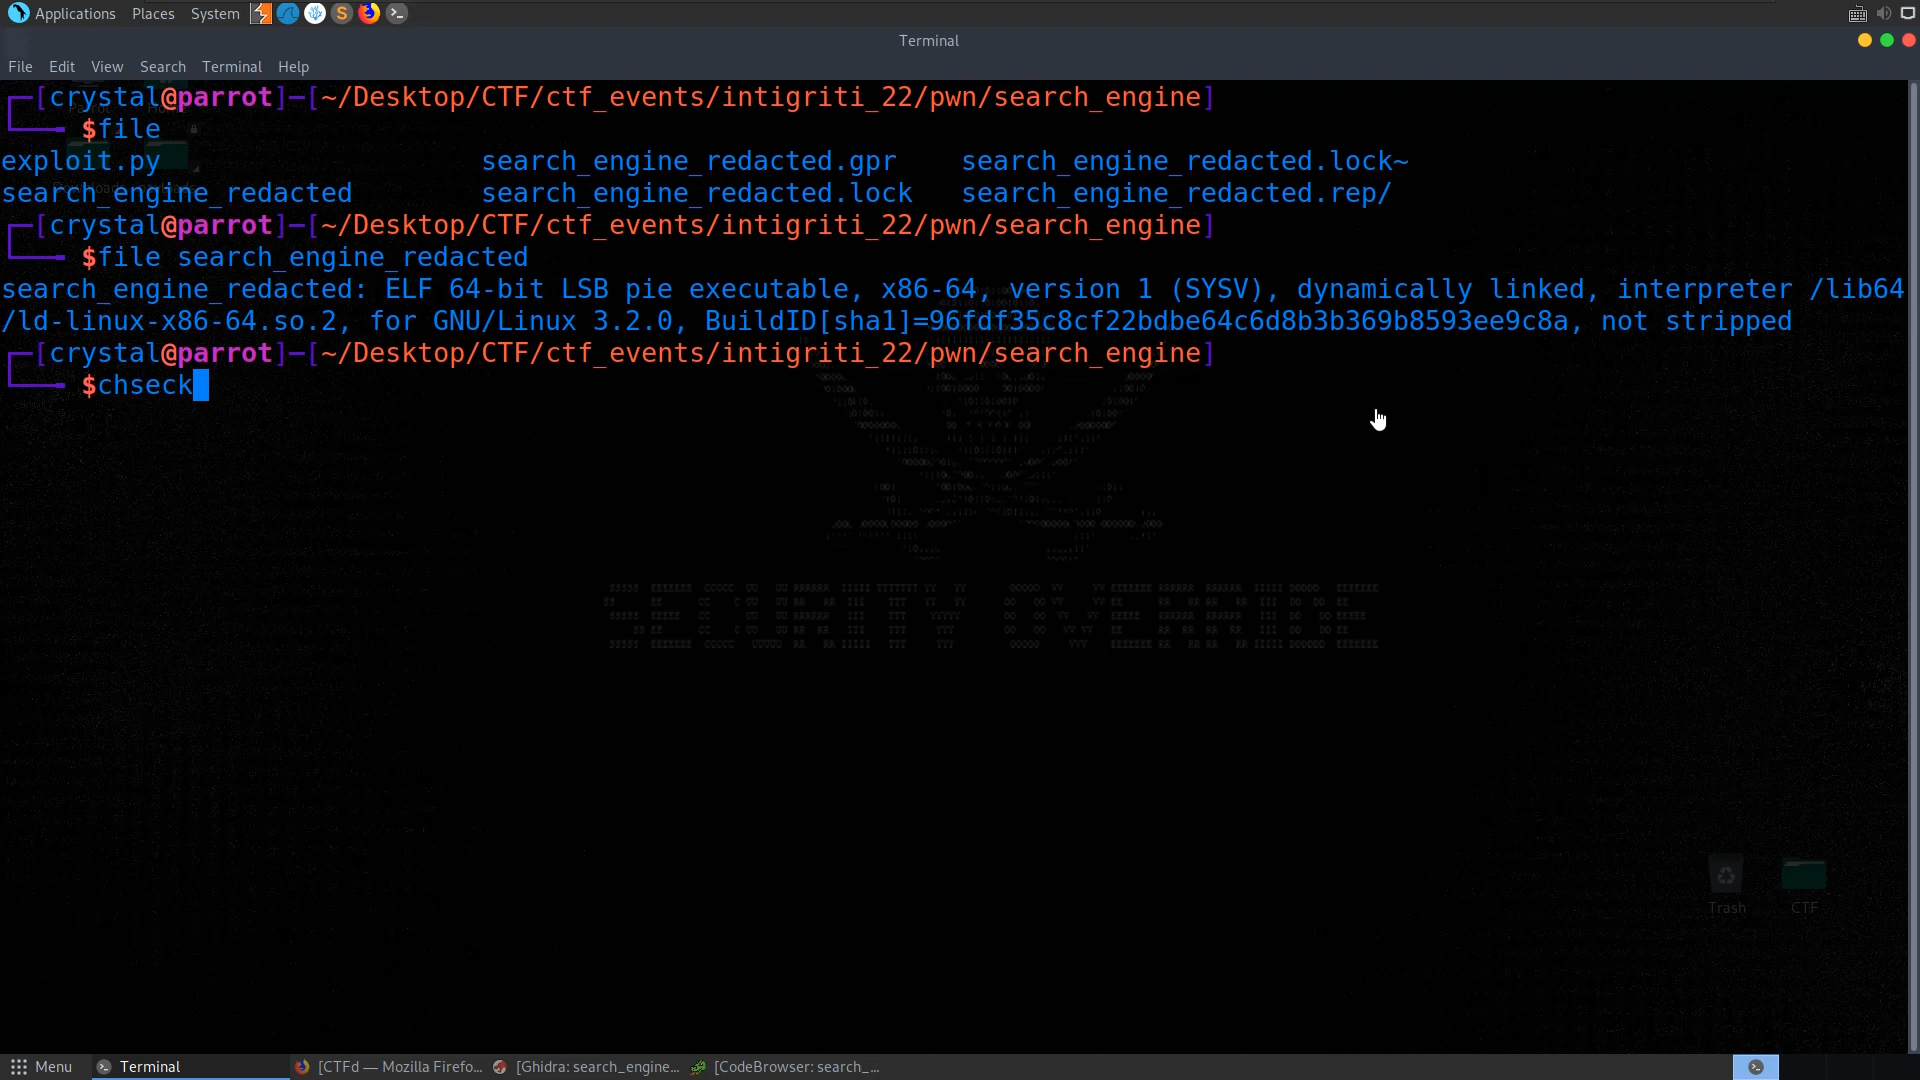 Applications Places System
Terminal
File Edit View Search Terminal Help
[crystal@parrot]─[~/Desktop/CTF/ctf_events/intigriti_22/pwn/search_engine]
$file
exploit.py search_engine_redacted.gpr search_engine_redacted.lock~
search_engine_redacted search_engine_redacted.lock search_engine_redacted.rep/
[crystal@parrot]─[~/Desktop/CTF/ctf_events/intigriti_22/pwn/search_engine]
$file search_engine_redacted
search_engine_redacted: ELF 64-bit LSB pie executable, x86-64, version 1 (SYSV), dynamically linked, interpreter /lib64
/ld-linux-x86-64.so.2, for GNU/Linux 3.2.0, BuildID[sha1]=96fdf35c8cf22bdbe64c6d8b3b369b8593ee9c8a, not stripped
[crystal@parrot]─[~/Desktop/CTF/ctf_events/intigriti_22/pwn/search_engine]
$chseck
Trash CTF
Menu Terminal [CTFd — Mozilla Firefo... [Ghidra: search_engine... [CodeBrowser: search_...